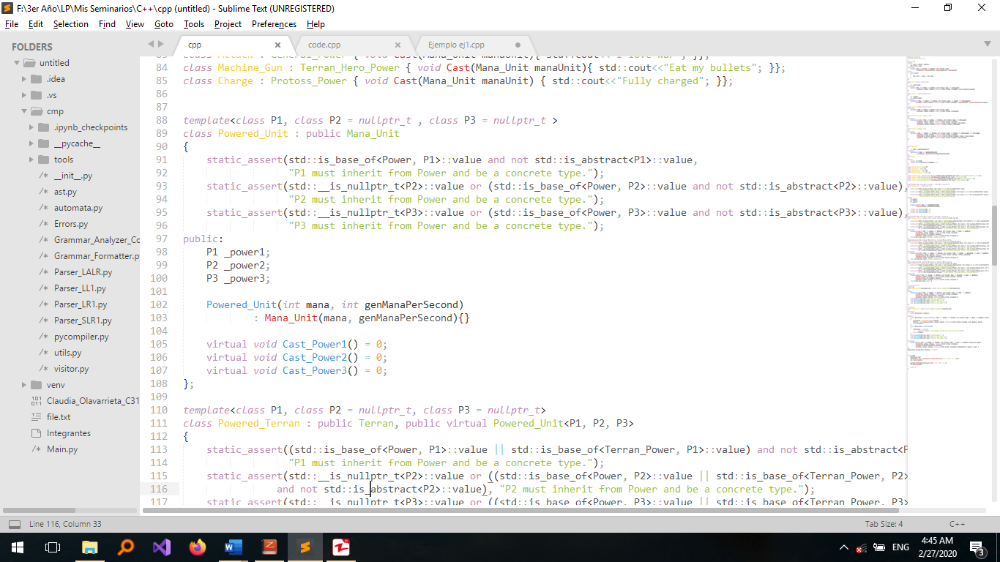 F:\3er Año\LP\Mis Seminarios\C++\cpp (untitled) - Sublime Text (UNREGISTERED)
File Edit Selection Find View Goto Tools Project Preferences Help
FOLDERS
untitled
.idea
.vs
cmp
.ipynb_checkpoints
__pycache__
tools
__init__.py
ast.py
automata.py
Errors.py
Grammar_Analyzer_Co
Grammar_Formatter.p
Parser_LALR.py
Parser_LL1.py
Parser_LR1.py
Parser_SLR1.py
pycompiler.py
utils.py
visitor.py
venv
Claudia_Olavarrieta_C31
file.txt
Integrantes
Main.py
cpp code.cpp Ejemplo ej1.cpp
84 class Machine_Gun : Terran_Hero_Power { void Cast(Mana_Unit manaUnit){ std::cout<<"Eat my bullets"; }};
85 class Charge : Protoss_Power { void Cast(Mana_Unit manaUnit) { std::cout<<"Fully charged"; }};
86
87
88 template<class P1, class P2 = nullptr_t , class P3 = nullptr_t >
89 class Powered_Unit : public Mana_Unit
90 {
91 static_assert(std::is_base_of<Power, P1>::value and not std::is_abstract<P1>::value,
92 "P1 must inherit from Power and be a concrete type.");
93 static_assert(std::__is_nullptr_t<P2>::value or (std::is_base_of<Power, P2>::value and not std::is_abstract<P2>::value),
94 "P2 must inherit from Power and be a concrete type.");
95 static_assert(std::__is_nullptr_t<P3>::value or (std::is_base_of<Power, P3>::value and not std::is_abstract<P3>::value),
96 "P3 must inherit from Power and be a concrete type.");
97 public:
98 P1 _power1;
99 P2 _power2;
100 P3 _power3;
101
102 Powered_Unit(int mana, int genManaPerSecond)
103 : Mana_Unit(mana, genManaPerSecond){}
104
105 virtual void Cast_Power1() = 0;
106 virtual void Cast_Power2() = 0;
107 virtual void Cast_Power3() = 0;
108 };
109
110 template<class P1, class P2 = nullptr_t, class P3 = nullptr_t>
111 class Powered_Terran : public Terran, public virtual Powered_Unit<P1, P2, P3>
112 {
113 static_assert((std::is_base_of<Power, P1>::value || std::is_base_of<Terran_Power, P1>::value) and not std::is_abstract<P
114 "P1 must inherit from Power and be a concrete type.");
115 static_assert(std::__is_nullptr_t<P2>::value or ((std::is_base_of<Power, P2>::value || std::is_base_of<Terran_Power, P2>
116 and not std::is_abstract<P2>::value), "P2 must inherit from Power and be a concrete type.");
117 static_assert(std::__is_nullptr_t<P3>::value or ((std::is_base_of<Power, P3>::value || std::is_base_of<Terran_Power, P3>
Line 116, Column 33 Tab Size: 4 C++
ENG 4:45 AM
2/27/2020
3